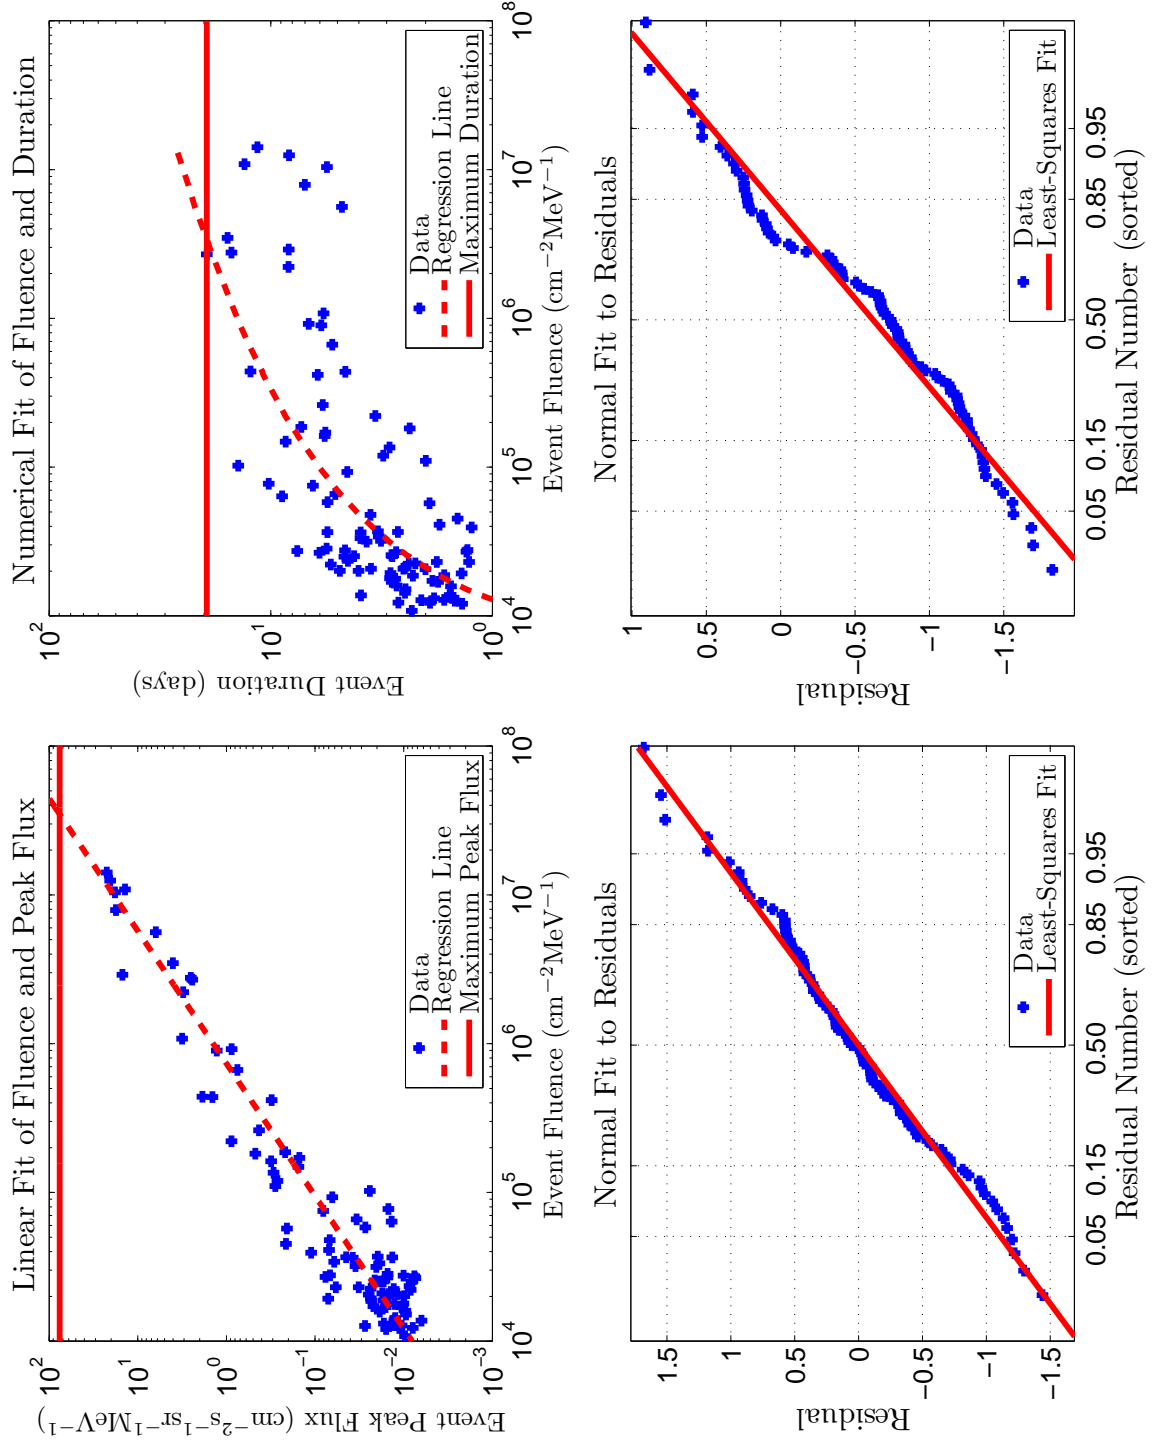 Linear Fit of Fluence and Peak Flux
10² 10¹ 10⁰ 10⁻¹ 10⁻² 10⁻³
Event Peak Flux (cm⁻²s⁻¹sr⁻¹MeV⁻¹)
10⁴ 10⁵ 10⁶ 10⁷ 10⁸
Event Fluence (cm⁻²MeV⁻¹)
Data
Regression Line
Maximum Peak Flux
Numerical Fit of Fluence and Duration
10² 10¹ 10⁰
Event Duration (days)
10⁴ 10⁵ 10⁶ 10⁷ 10⁸
Event Fluence (cm⁻²MeV⁻¹)
Data
Regression Line
Maximum Duration
Normal Fit to Residuals
1.5 1 0.5 0 −0.5 −1 −1.5
Residual
0.05 0.15 0.50 0.85 0.95
Residual Number (sorted)
Data
Least-Squares Fit
Normal Fit to Residuals
1 0.5 0 −0.5 −1 −1.5
Residual
0.05 0.15 0.50 0.85 0.95
Residual Number (sorted)
Data
Least-Squares Fit